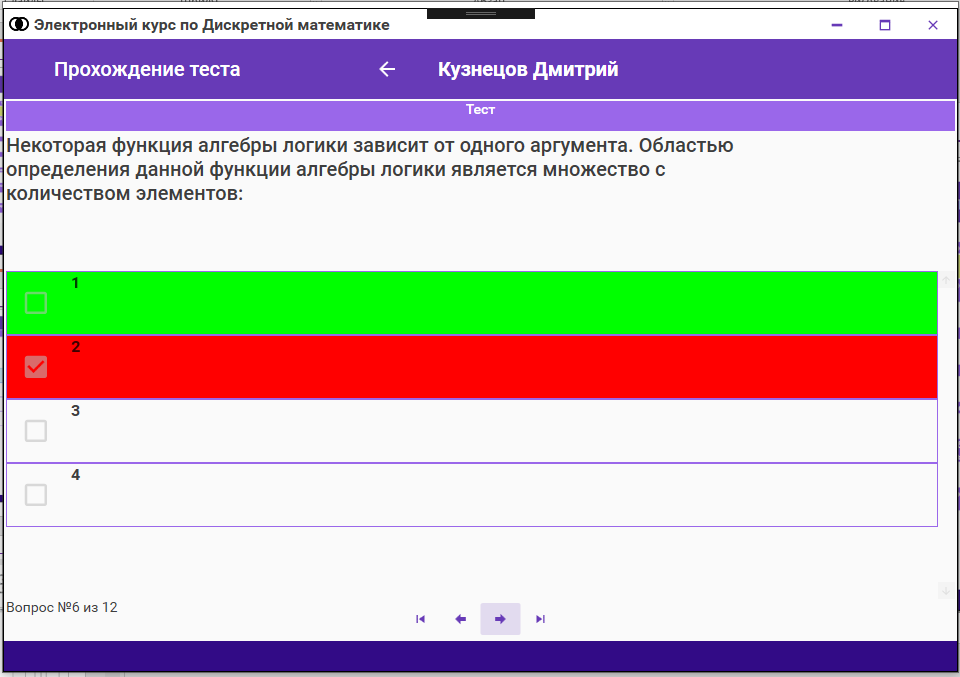 Электронный курс по Дискретной математике
Прохождение теста
Кузнецов Дмитрий
Тест
Некоторая функция алгебры логики зависит от одного аргумента. Областью
определения данной функции алгебры логики является множество с
количеством элементов:
1
2
3
4
Вопрос №6 из 12